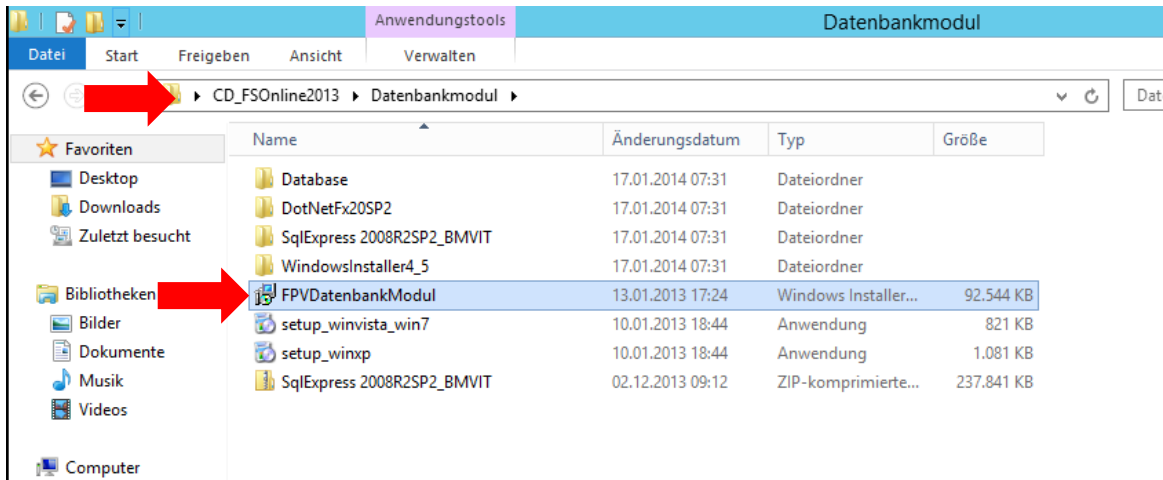 Anwendungstools Datenbankmodul
Datei Start Freigeben Ansicht Verwalten
CD_FSOnline2013 Datenbankmodul Dat
Favoriten
Desktop
Downloads
Zuletzt besucht
Bibliotheken
Bilder
Dokumente
Musik
Videos
Computer
Name Änderungsdatum Typ Größe
Database 17.01.2014 07:31 Dateiordner
DotNetFx20SP2 17.01.2014 07:31 Dateiordner
SqlExpress 2008R2SP2_BMVIT 17.01.2014 07:31 Dateiordner
WindowsInstaller4_5 17.01.2014 07:31 Dateiordner
FPVDatenbankModul 13.01.2013 17:24 Windows Installer... 92.544 KB
setup_winvista_win7 10.01.2013 18:44 Anwendung 821 KB
setup_winxp 10.01.2013 18:44 Anwendung 1.081 KB
SqlExpress 2008R2SP2_BMVIT 02.12.2013 09:12 ZIP-komprimierte... 237.841 KB